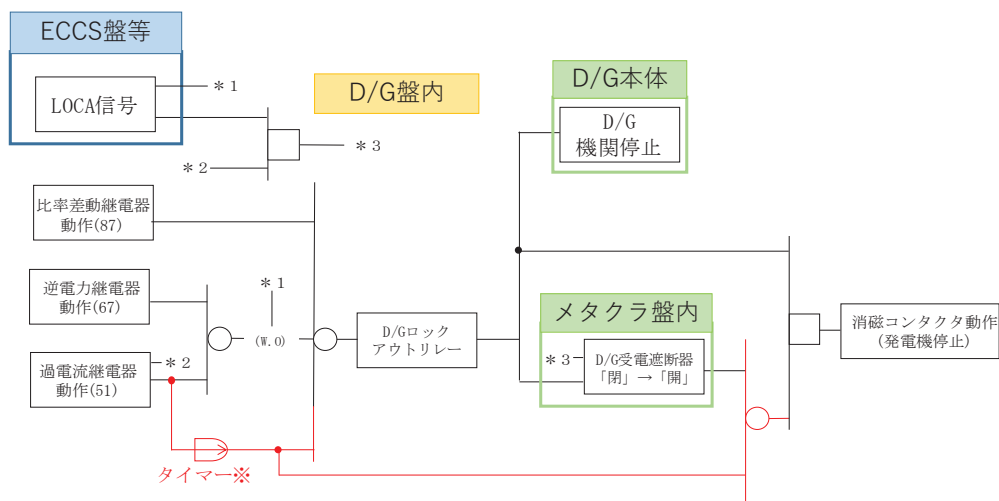 ECCS盤等
LOCA信号
*1
D/G盤内
*3
*2
D/G本体
D/G
機関停止
比率差動継電器
動作(87)
逆電力継電器
動作(67)
*1
(W.O)
D/Gロック
アウトリレー
メタクラ盤内
*3
D/G受電遮断器
「閉」→「開」
消磁コンタクタ動作
(発電機停止)
過電流継電器
動作(51)
*2
タイマー※